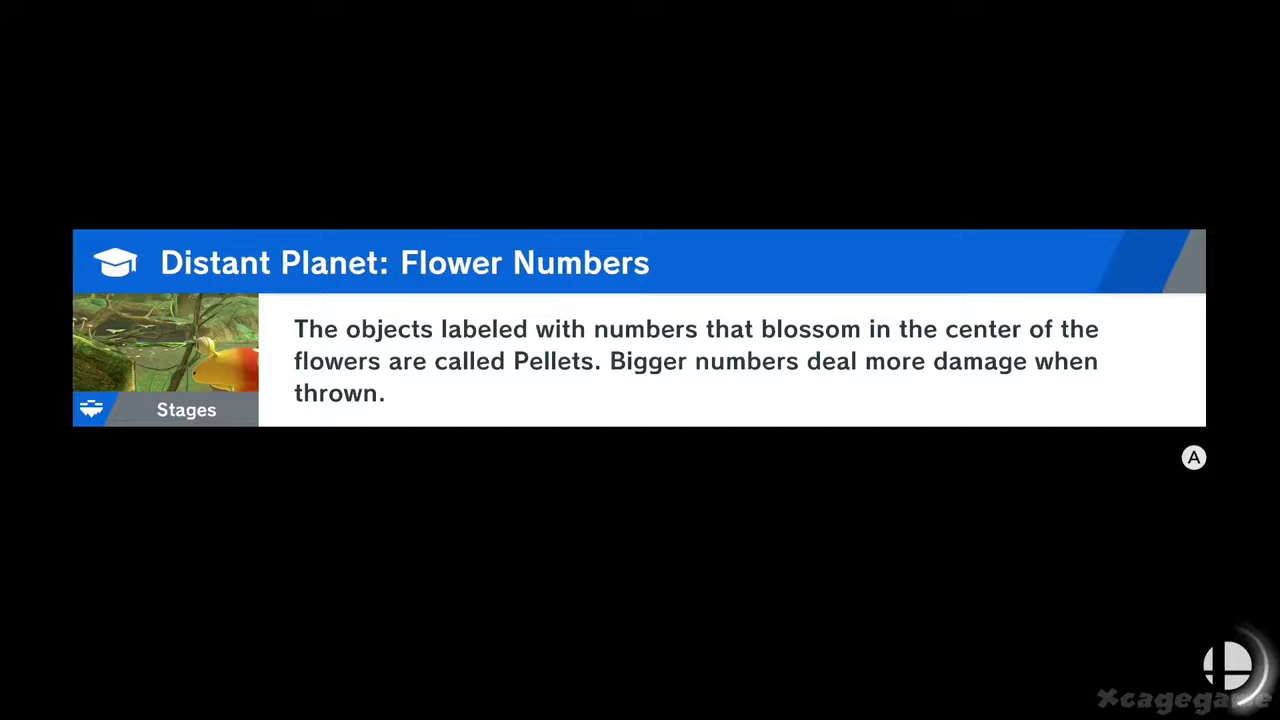 Distant Planet: Flower Numbers
The objects labeled with numbers that blossom in the center of the
flowers are called Pellets. Bigger numbers deal more damage when
thrown.
Stages
A
Xcagegame